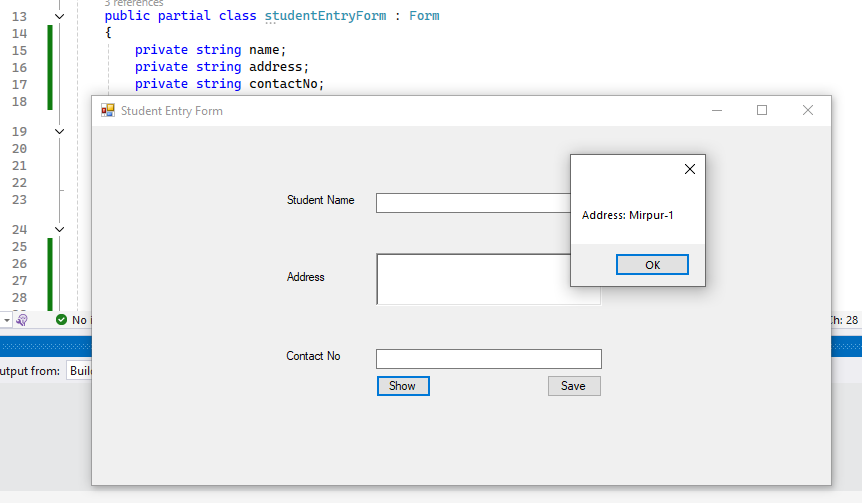 3 references
13 public partial class studentEntryForm : Form
14 {
15 private string name;
16 private string address;
17 private string contactNo;
18
Student Entry Form
19
20
21
22
23
24
25
26
27
28
Student Name
Address: Mirpur-1
OK
Address
Contact No
Show Save
No
Ch: 28
utput from: Build